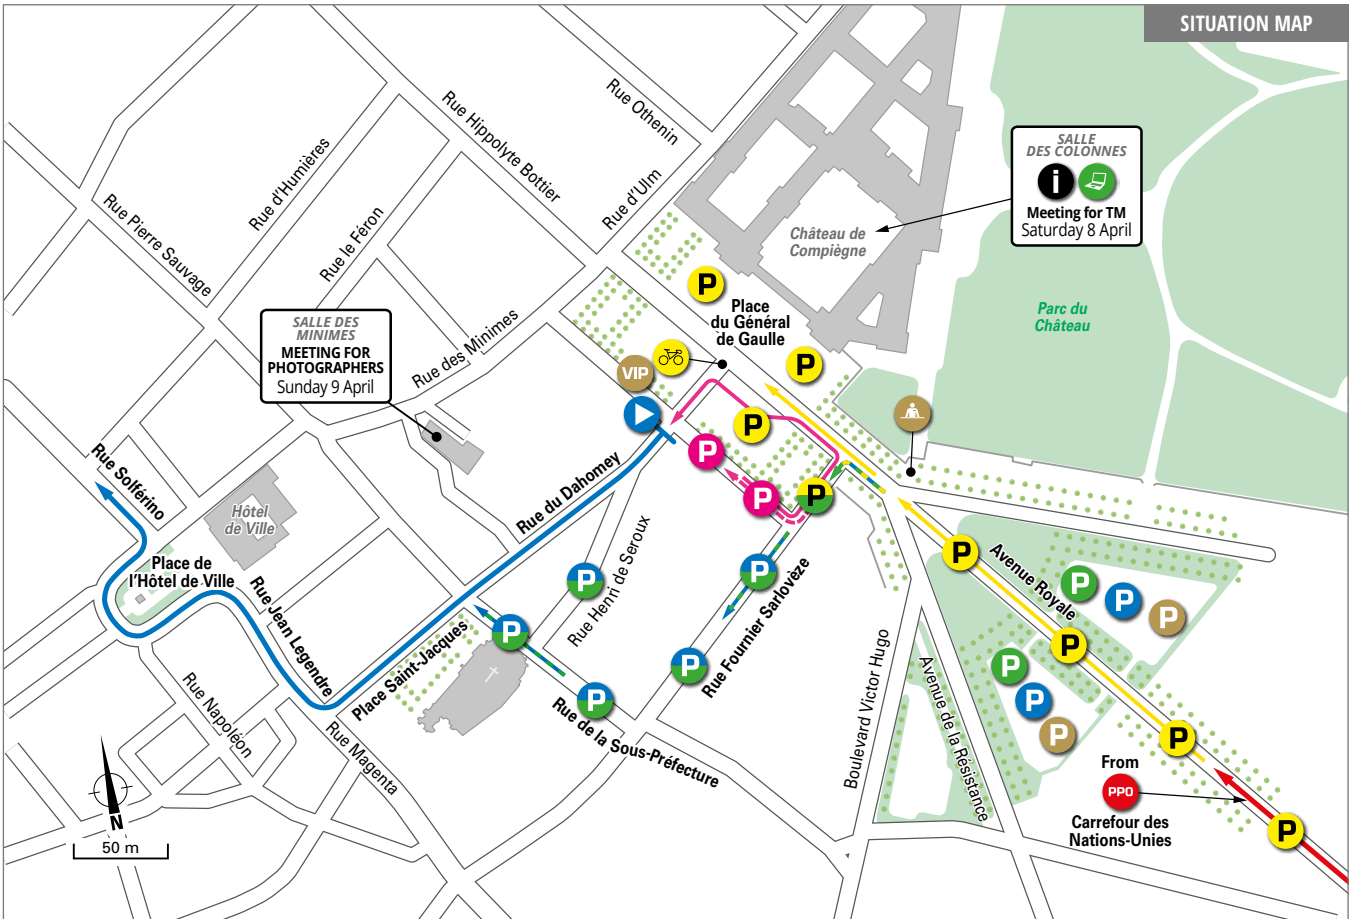 SITUATION MAP
Rue Othenin
Rue Hippolyte Bottier
Rue d'Humières
Rue d'Ulm
Rue Pierre Sauvage
Rue le Féron
SALLE
DES COLONNES
i
Meeting for TM
Saturday 8 April
Château de
Compiègne
Parc du
Château
P
Place
du Général
de Gaulle
SALLE DES
MINIMES
MEETING FOR
PHOTOGRAPHERS
Sunday 9 April
Rue des Minimes
VIP
P
P
P
P
P
Rue Solférino
Hôtel
de Ville
Rue du Dahomey
Place de
l'Hôtel de Ville
Rue Jean Legendre
Rue Henri de Seroux
P
P
P
Rue Fournier Sarlovèze
P
Avenue Royale
P
P
P
P
Place Saint-Jacques
P
P
Rue de la Sous-Préfecture
Boulevard Victor Hugo
Avenue de la Résistance
P
P
P
P
Rue Napoléon
Rue Magenta
From
PPO
Carrefour des
Nations-Unies
P
N
50 m